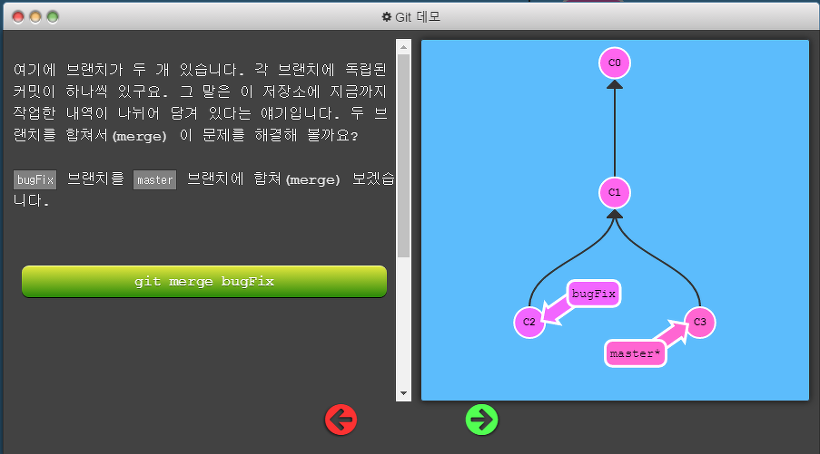 Git 데모
여기에 브랜치가 두 개 있습니다. 각 브랜치에 독립된
커밋이 하나씩 있구요. 그 말은 이 저장소에 지금까지
작업한 내역이 나뉘어 담겨 있다는 얘기입니다. 두 브
랜치를 합쳐서(merge) 이 문제를 해결해 볼까요?
bugFix 브랜치를 master 브랜치에 합쳐(merge) 보겠습
니다.
git merge bugFix
C0
C1
bugFix
C2
C3
master*